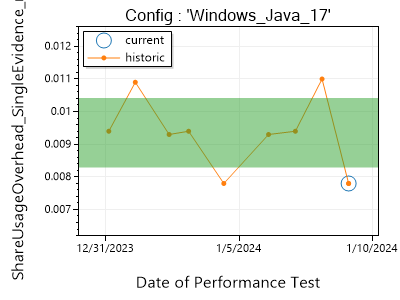 Config : 'Windows_Java_17'
current
historic
0.012
0.011
0.01
0.009
0.008
0.007
ShareUsageOverhead_SingleEvidence_
12/31/2023
1/5/2024
1/10/2024
Date of Performance Test